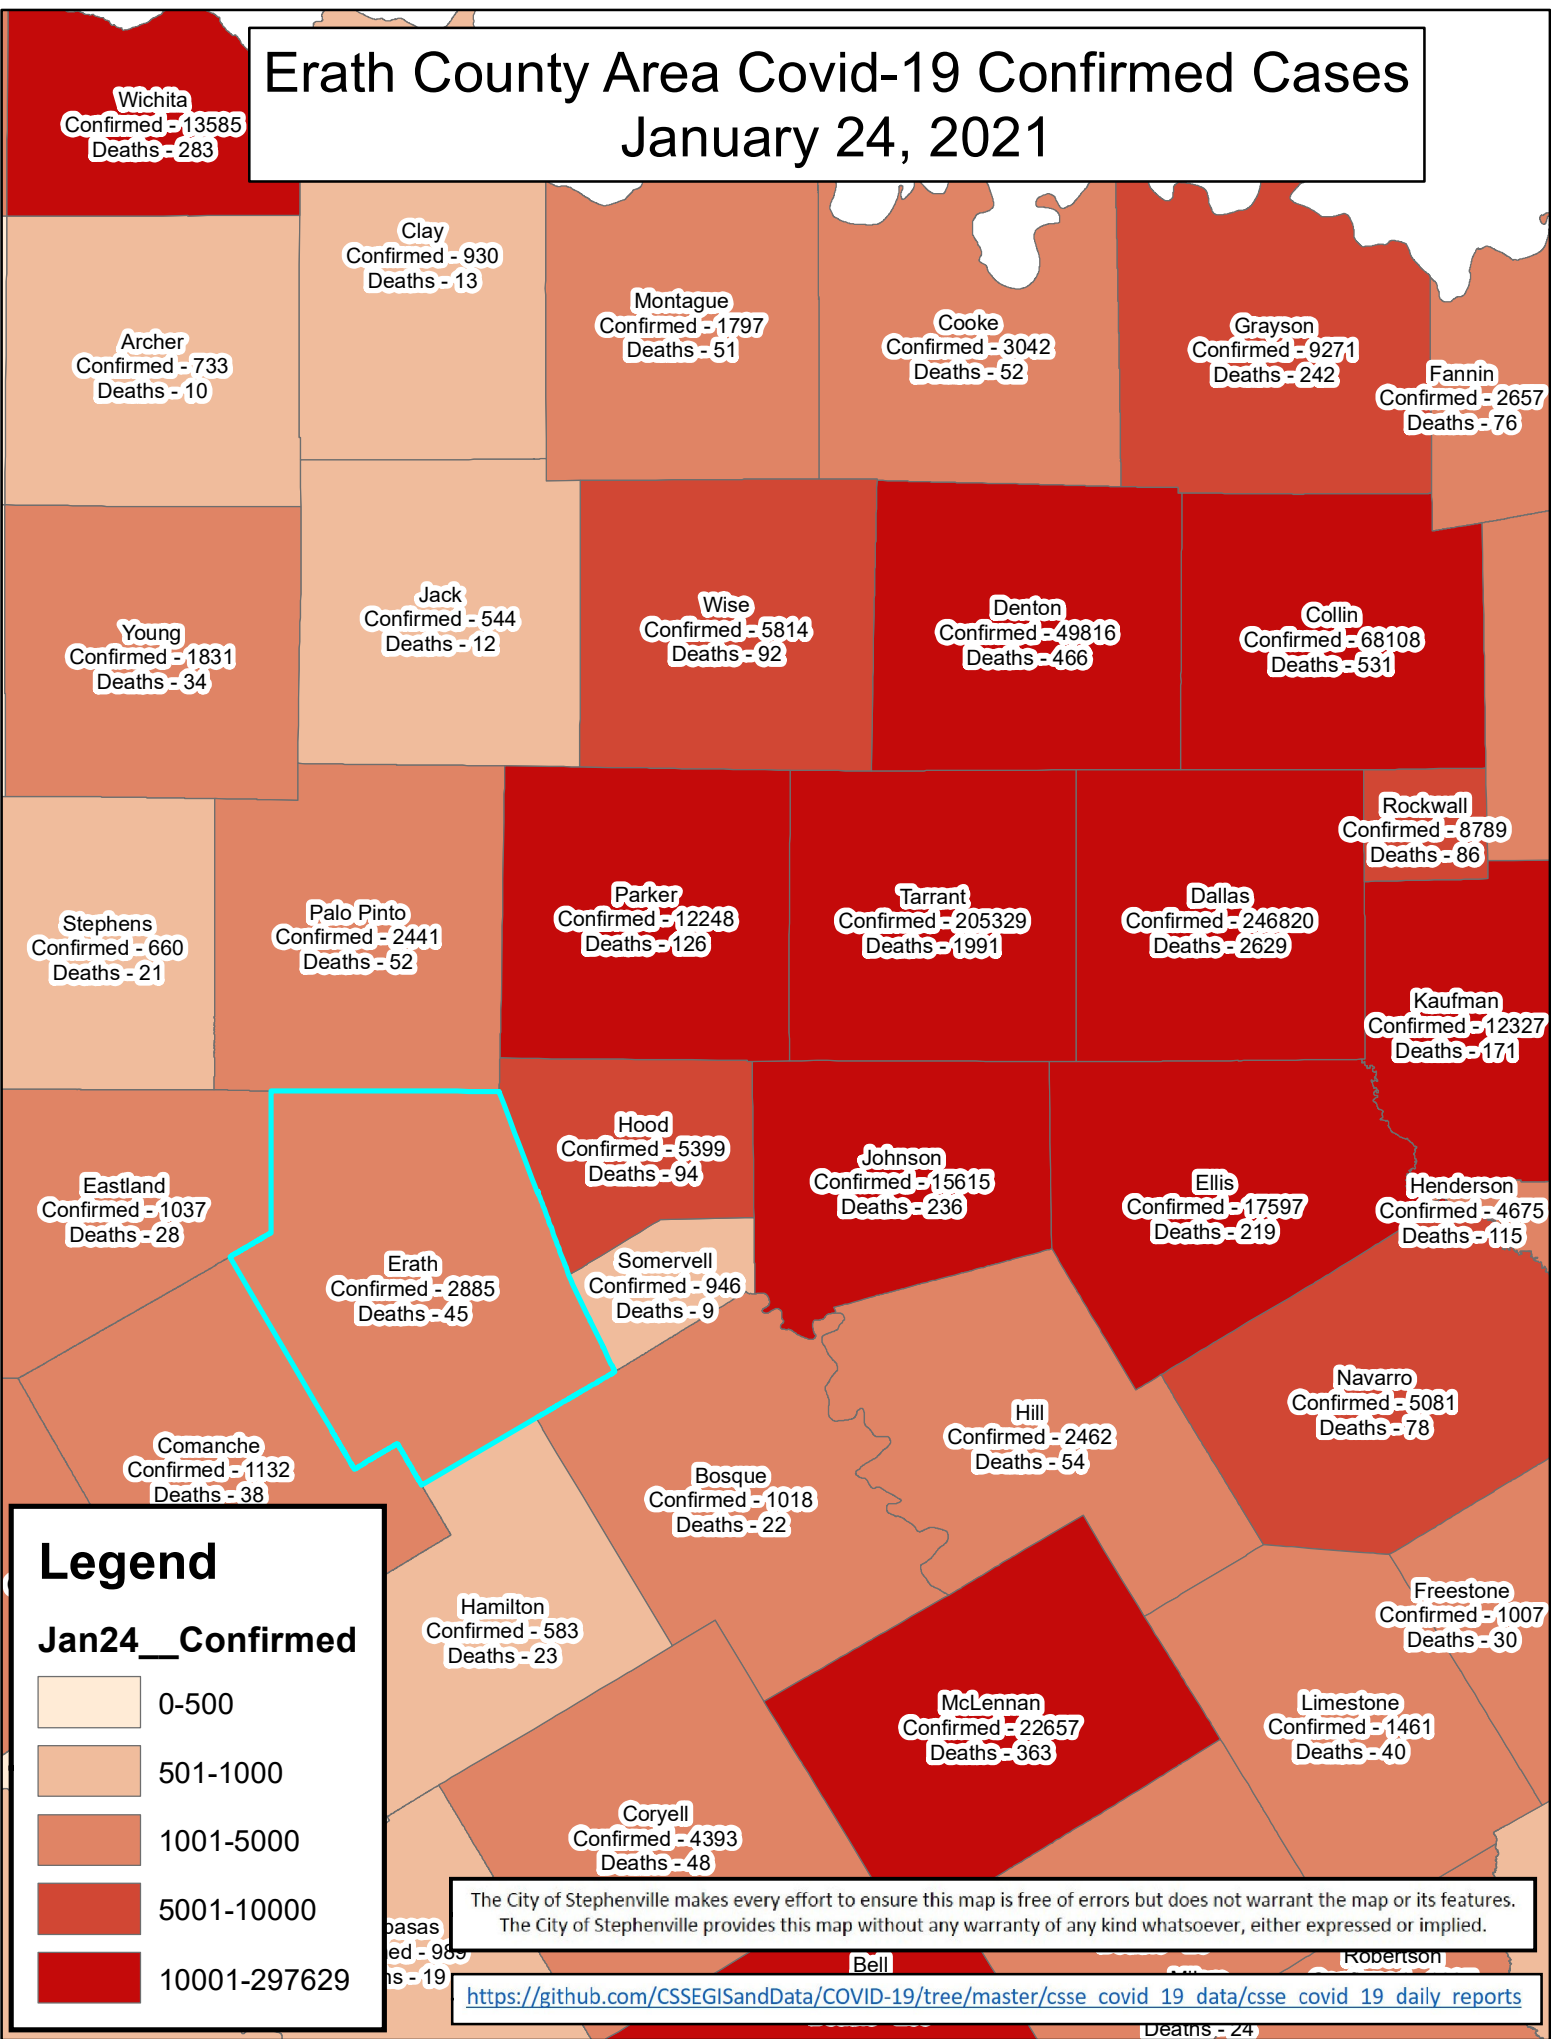 Erath County Area Covid-19 Confirmed Cases
January 24, 2021
Wichita
Confirmed - 13585
Deaths - 283
Clay
Confirmed - 930
Deaths - 13
Montague
Confirmed - 1797
Deaths - 51
Cooke
Confirmed - 3042
Deaths - 52
Grayson
Confirmed - 9271
Deaths - 242
Archer
Confirmed - 733
Deaths - 10
Fannin
Confirmed - 2657
Deaths - 76
Young
Confirmed - 1831
Deaths - 34
Jack
Confirmed - 544
Deaths - 12
Wise
Confirmed - 5814
Deaths - 92
Denton
Confirmed - 49816
Deaths - 466
Collin
Confirmed - 68108
Deaths - 531
Rockwall
Confirmed - 8789
Deaths - 86
Stephens
Confirmed - 660
Deaths - 21
Palo Pinto
Confirmed - 2441
Deaths - 52
Parker
Confirmed - 12248
Deaths - 126
Tarrant
Confirmed - 205329
Deaths - 1991
Dallas
Confirmed - 246820
Deaths - 2629
Kaufman
Confirmed - 12327
Deaths - 171
Eastland
Confirmed - 1037
Deaths - 28
Hood
Confirmed - 5399
Deaths - 94
Johnson
Confirmed - 15615
Deaths - 236
Ellis
Confirmed - 17597
Deaths - 219
Henderson
Confirmed - 4675
Deaths - 115
Erath
Confirmed - 2885
Deaths - 45
Somervell
Confirmed - 946
Deaths - 9
Navarro
Confirmed - 5081
Deaths - 78
Comanche
Confirmed - 1132
Deaths - 38
Hill
Confirmed - 2462
Deaths - 54
Bosque
Confirmed - 1018
Deaths - 22
Hamilton
Confirmed - 583
Deaths - 23
Freestone
Confirmed - 1007
Deaths - 30
McLennan
Confirmed - 22657
Deaths - 363
Limestone
Confirmed - 1461
Deaths - 40
Coryell
Confirmed - 4393
Deaths - 48
Legend
Jan24__Confirmed
0-500
501-1000
1001-5000
5001-10000
10001-297629
pasas
ed - 989
ns - 19
The City of Stephenville makes every effort to ensure this map is free of errors but does not warrant the map or its features.
The City of Stephenville provides this map without any warranty of any kind whatsoever, either expressed or implied.
Bell
Robertson
https://github.com/CSSEGISandData/COVID-19/tree/master/csse_covid_19_data/csse_covid_19_daily_reports
Deaths - 24